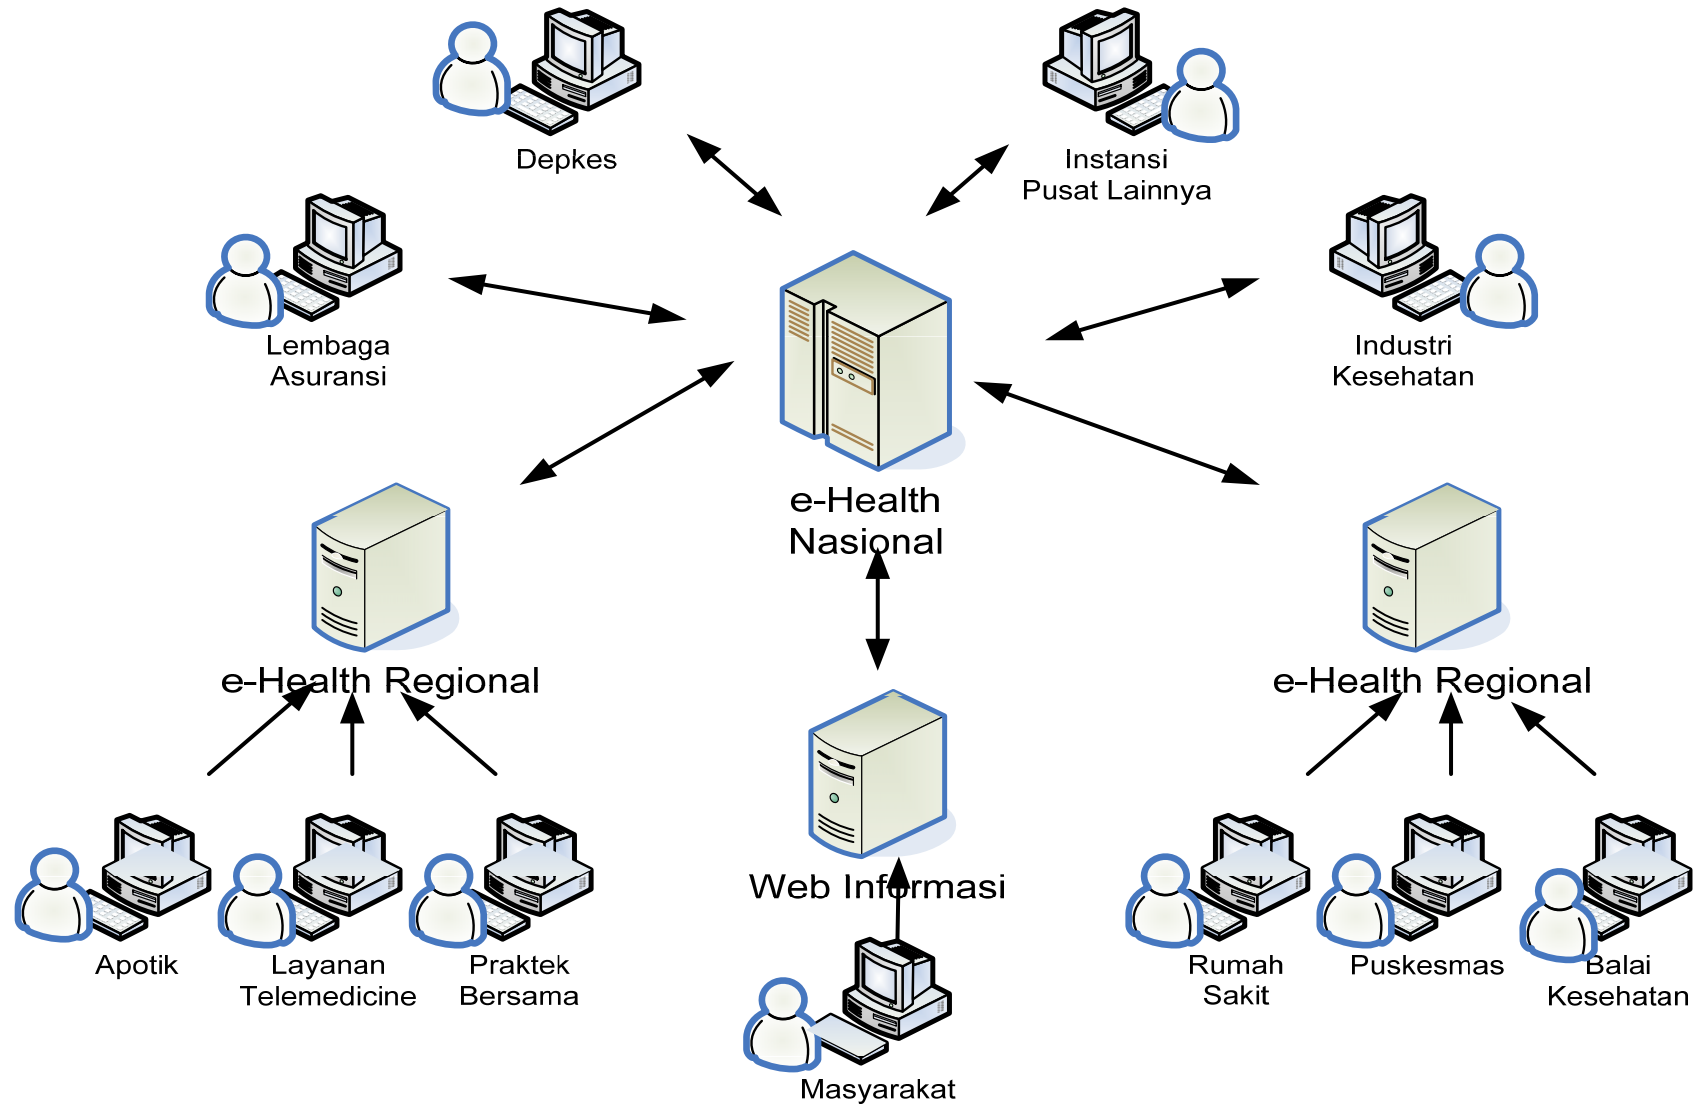 Depkes
Instansi
Pusat Lainnya
Lembaga
Asuransi
Industri
Kesehatan
e-Health
Nasional
e-Health Regional
e-Health Regional
Web Informasi
Apotik
Layanan
Telemedicine
Praktek
Bersama
Rumah
Sakit
Puskesmas
Balai
Kesehatan
Masyarakat